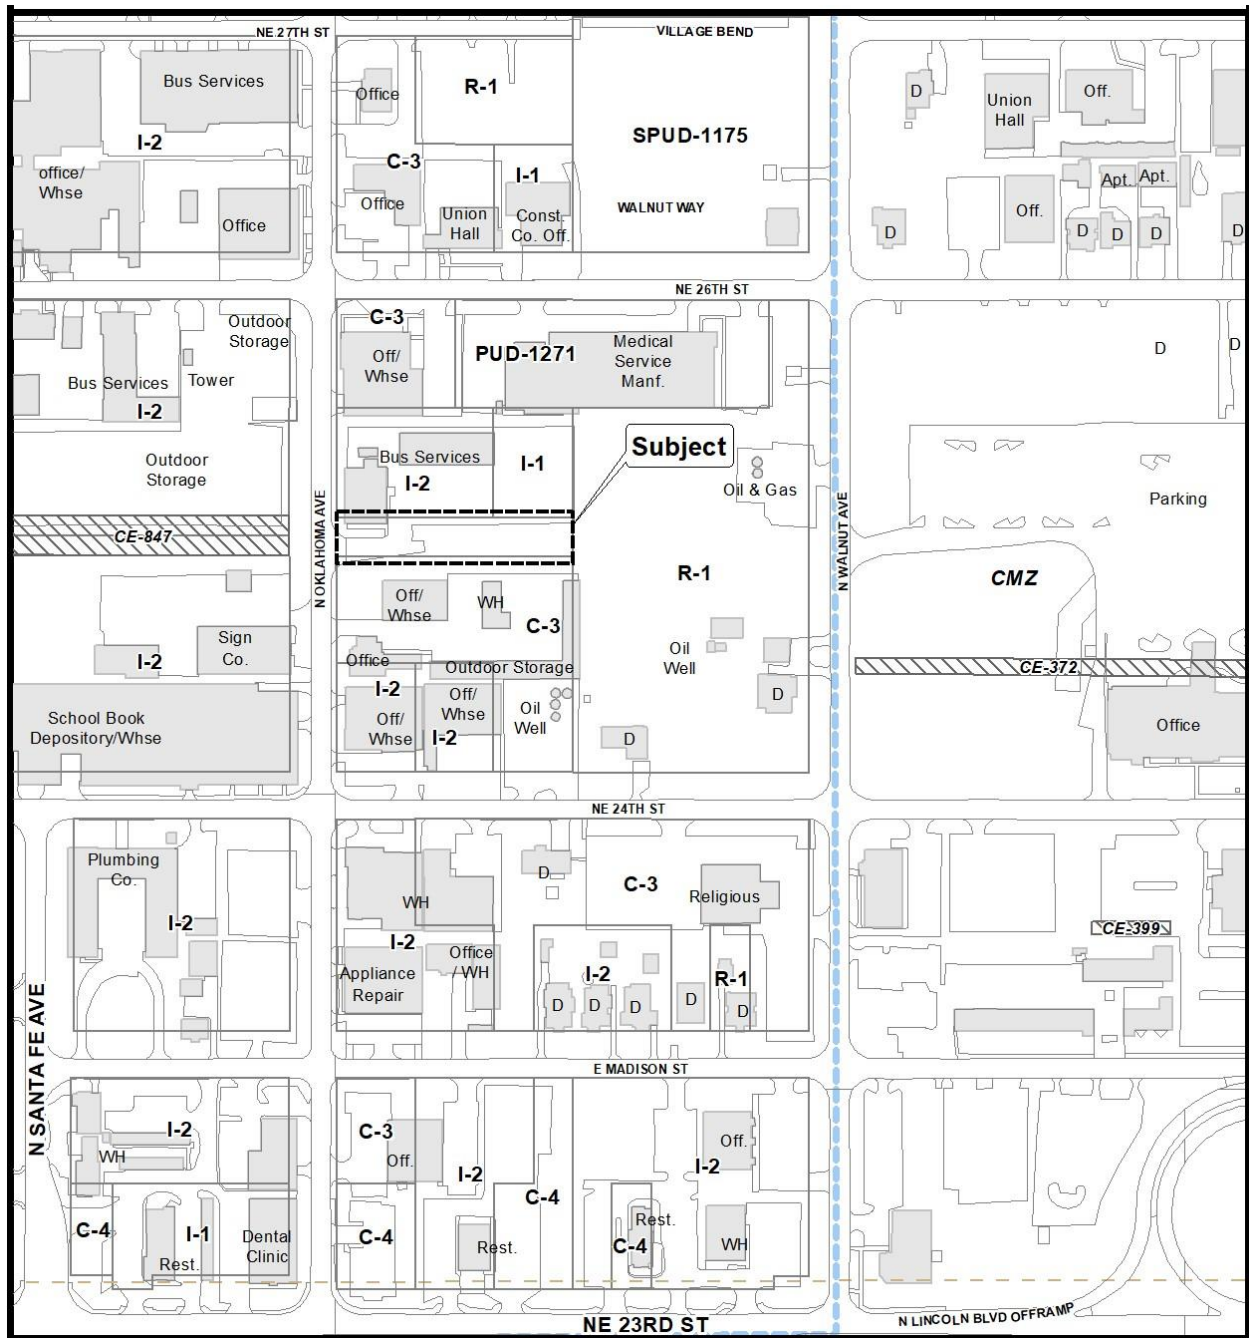 NE 27TH ST
VILLAGE BEND
Bus Services
I-2
office/
Whse
Office
Office
R-1
C-3
Office
Union
Hall
I-1
Const.
Co. Off.
SPUD-1175
WALNUT WAY
D
Union
Hall
Off.
Off.
Apt.
Apt.
D
D
D
D
D
NE 26TH ST
Outdoor
Storage
Bus Services
Tower
I-2
Outdoor
Storage
C-3
Off/
Whse
PUD-1271
Medical
Service
Manf.
D
D
Subject
Bus Services
I-1
I-2
Oil & Gas
Parking
N OKLAHOMA AVE
N WALNUT AVE
CE-847
R-1
CMZ
Off/
Whse
WH
C-3
Sign
Co.
I-2
Office
Outdoor Storage
Oil
Well
CE-372
I-2
Off/
Whse
Off/
Whse
I-2
Oil
Well
D
D
School Book
Depository/Whse
Office
NE 24TH ST
Plumbing
Co.
I-2
WH
D
C-3
Religious
I-2
Office
/ WH
Appliance
Repair
I-2
D
D
D
D
R-1
D
CE-399
N SANTA FE AVE
E MADISON ST
I-2
WH
C-3
Off.
I-2
Off.
I-2
C-4
C-4
I-1
Rest.
Dental
Clinic
C-4
Rest.
Rest.
C-4
WH
NE 23RD ST
N LINCOLN BLVD OFFRAMP